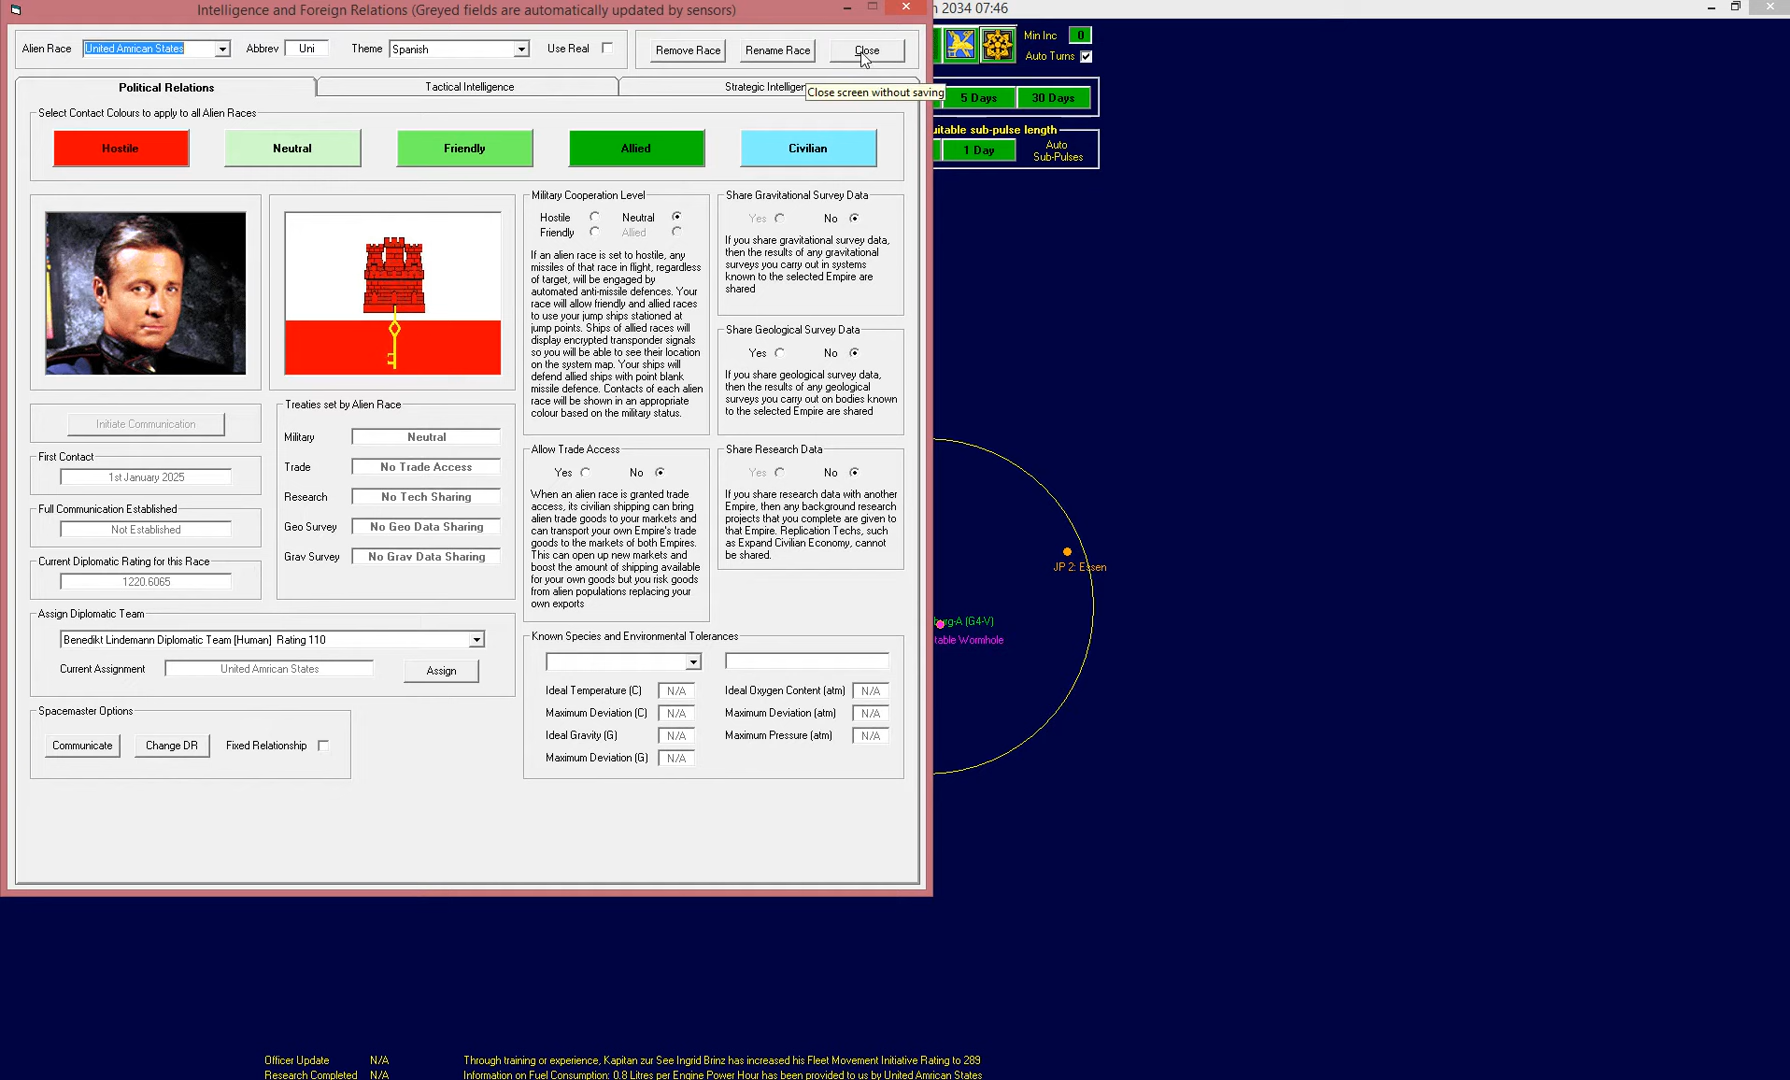 Intelligence and Foreign Relations (Greyed fields are automatically updated by sensors)
2034 07:46
Alien Race
United Amrican States
Abbrev
Uni
Theme
Spanish
Use Real
Remove Race
Rename Race
Close
Close screen without saving
Min Inc
0
Auto Turns
Political Relations
Tactical Intelligence
Strategic
5 Days
30 Days
Select Contact Colours to apply to all Alien Races
Hostile
Neutral
Friendly
Allied
Civilian
sub-pulse length
1 Day
Auto
Sub-Pulses
Military Cooperation Level
Hostile
Neutral
Friendly
Allied
If an alien race is set to hostile, any
missiles of that race in flight, regardless
of target, will be engaged by
automated anti-missile defences. Your
race will allow friendly and allied races
to use your jump ships stationed at
jump points. Ships of allied races will
display encrypted transponder signals
so you will be able to see their location
on the system map. Your ships will
defend allied ships with point blank
missile defence. Contacts of each alien
race will be shown in an appropriate
colour based on the military status.
Share Gravitational Survey Data
Yes
No
If you share gravitational survey data,
then the results of any gravitational
surveys you carry out in systems
known to the selected Empire are
shared
Share Geological Survey Data
Yes
No
If you share geological survey data,
then the results of any geological
surveys you carry out on bodies known
to the selected Empire are shared
Initiate Communication
First Contact
1st January 2025
Full Communication Established
Not Established
Current Diplomatic Rating for this Race
1220.6065
Treaties set by Alien Race
Military
Neutral
Trade
No Trade Access
Research
No Tech Sharing
Geo Survey
No Geo Data Sharing
Grav Survey
No Grav Data Sharing
Allow Trade Access
Yes
No
When an alien race is granted trade
access, its civilian shipping can bring
alien trade goods to your markets and
can transport your own Empire's trade
goods to the markets of both Empires.
This can open up new markets and
boost the amount of shipping available
for your own goods but you risk goods
from alien populations replacing your
own exports
Share Research Data
Yes
No
If you share research data with another
Empire, then any background research
projects that you complete are given to
that Empire. Replication Techs, such
as Expand Civilian Economy, cannot
be shared.
JP 2: Essen
(G4-V)
Wormhole
Assign Diplomatic Team
Benedikt Lindemann Diplomatic Team [Human] Rating 110
Current Assignment
United Amrican States
Assign
Known Species and Environmental Tolerances
Ideal Temperature (C)
N/A
Ideal Oxygen Content (atm)
N/A
Maximum Deviation (C)
N/A
Maximum Deviation (atm)
N/A
Ideal Gravity (G)
N/A
Maximum Pressure (atm)
N/A
Maximum Deviation (G)
N/A
Spacemaster Options
Communicate
Change DR
Fixed Relationship
Officer Update
N/A
Through training or experience, Kapitan zur See Ingrid Brinz has increased his Fleet Movement Initiative Rating to 289
Research Completed
N/A
Information on Fuel Consumption: 0.8 Litres per Engine Power Hour has been provided to us by United Amrican States